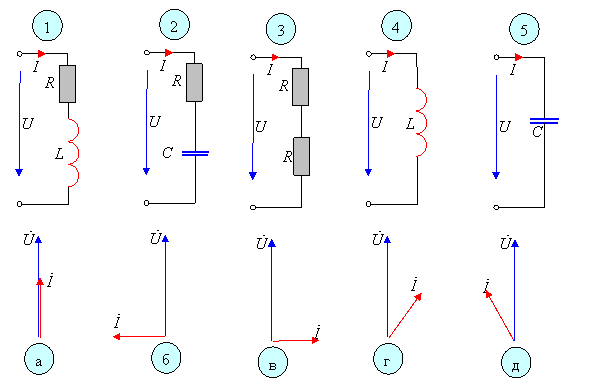 1 2 3 4 5
I I I I I
R R R
U U U U U
L C R L C
U̇ U̇ U̇ U̇ U̇
İ İ İ İ İ
а б в г д